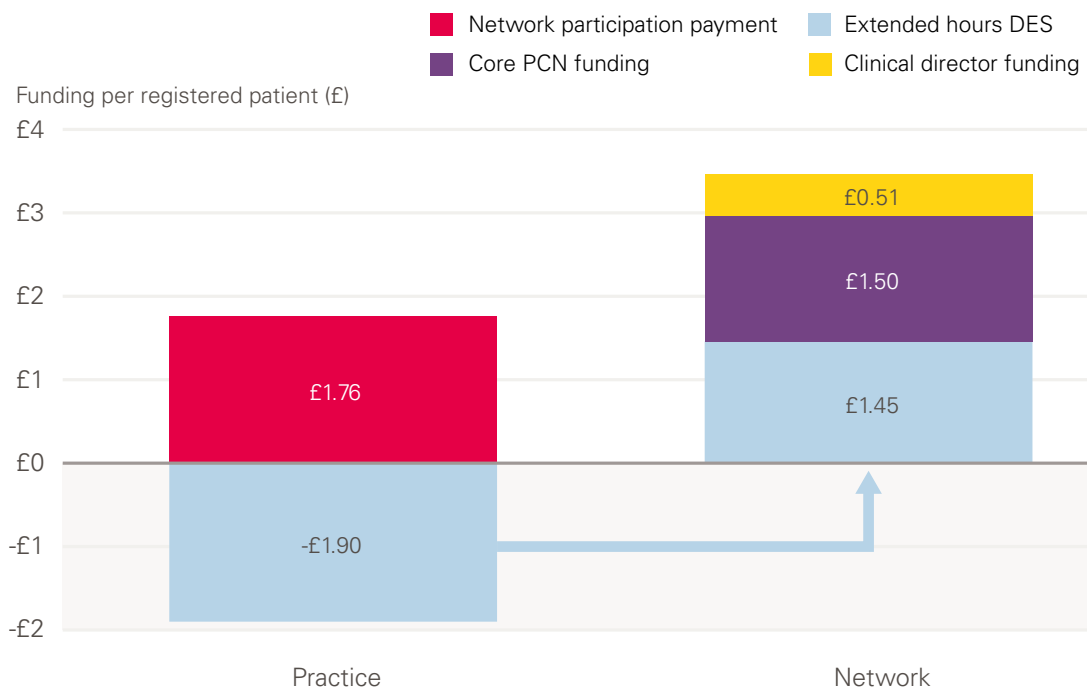 Network participation payment
Extended hours DES
Core PCN funding
Clinical director funding
Funding per registered patient (£)
£4
£3
£2
£1
£0
-£1
-£2
£1.76
-£1.90
£0.51
£1.50
£1.45
Practice
Network